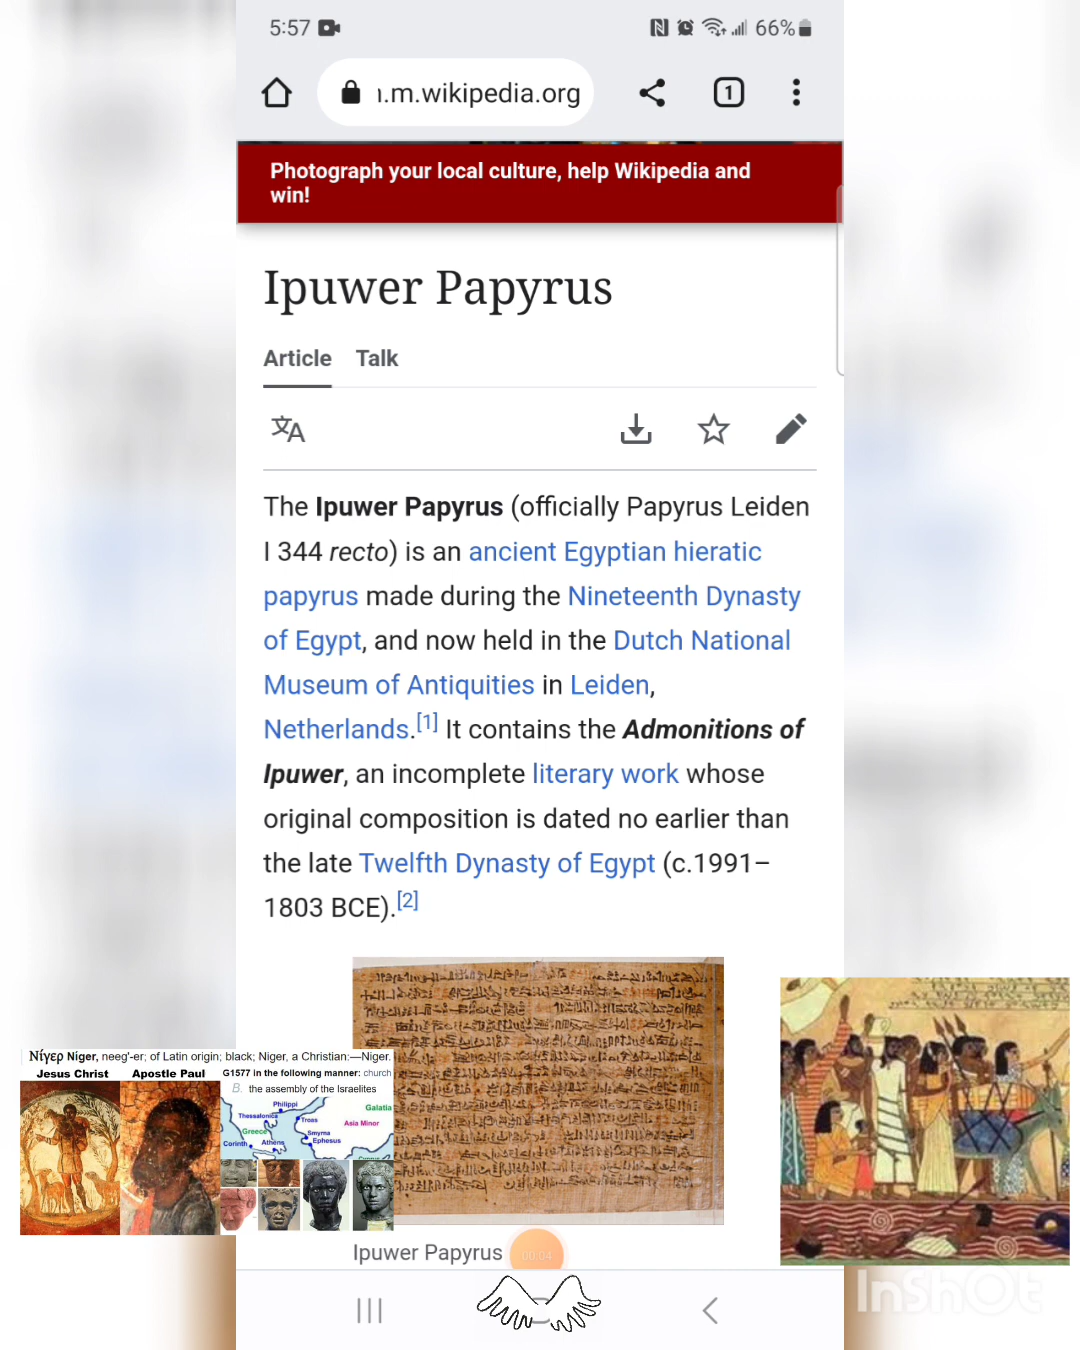 5:57
66%
1
ı.m.wikipedia.org
Photograph your local culture, help Wikipedia and
win!
Ipuwer Papyrus
Article Talk
The Ipuwer Papyrus (officially Papyrus Leiden
I 344 recto) is an ancient Egyptian hieratic
papyrus made during the Nineteenth Dynasty
of Egypt, and now held in the Dutch National
Museum of Antiquities in Leiden,
Netherlands.[1] It contains the Admonitions of
Ipuwer, an incomplete literary work whose
original composition is dated no earlier than
the late Twelfth Dynasty of Egypt (c.1991–
1803 BCE).[2]
Νίγερ Niger, neeg'-er; of Latin origin; black; Niger, a Christian:—Niger.
Jesus Christ
Apostle Paul
G1577 in the following manner: church
B. the assembly of the Israelites
Philippi
Thessalonica
Troas
Galatia
Asia Minor
Greece
Smyrna
Corinth
Athens
Ephesus
Ipuwer Papyrus
00:04
InShOt